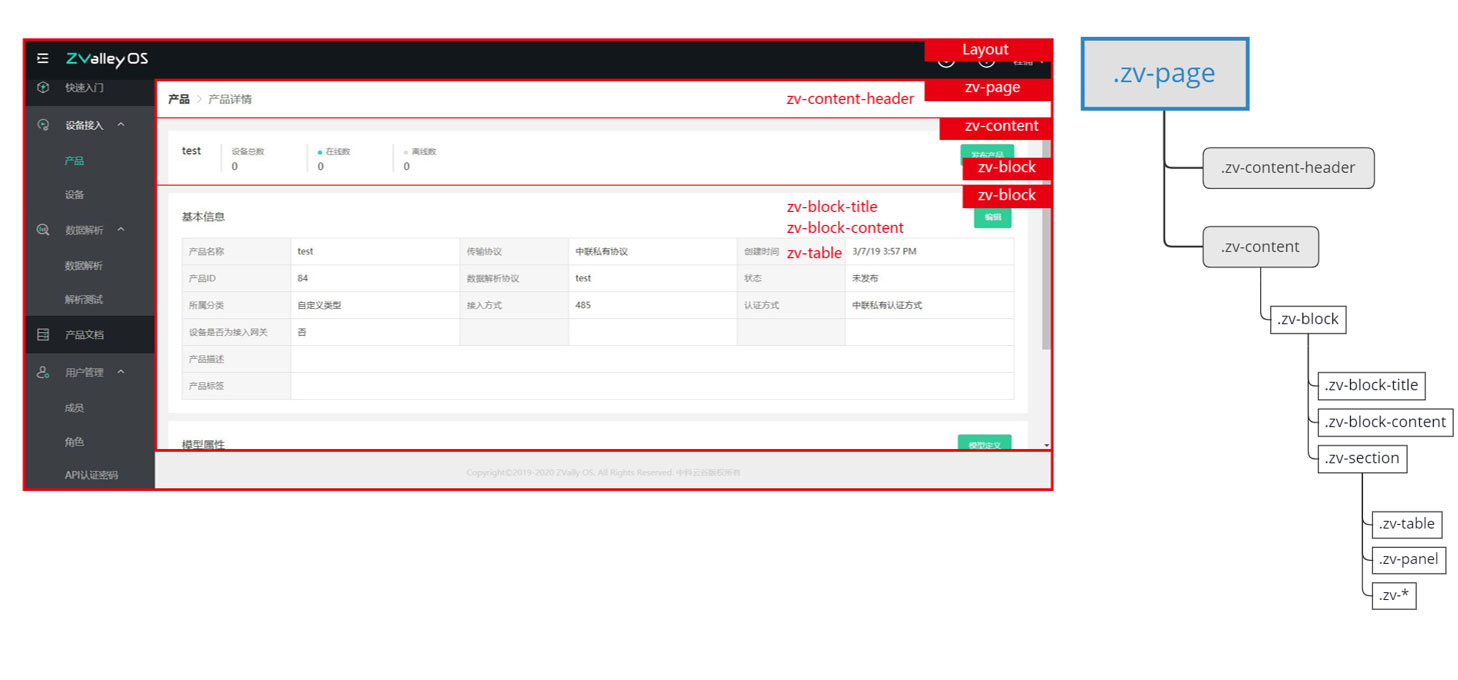 ZValleyOS
Layout
快速入门
设备接入
产品
设备
数据解析
数据解析
解析测试
产品文档
用户管理
成员
角色
API认证密码
产品 > 产品详情
zv-content-header
zv-page
zv-content
test
设备总数
0
在线数
0
离线数
0
发布产品
zv-block
zv-block
基本信息
编辑
zv-block-title
zv-block-content
zv-table
产品名称 test 传输协议 中联私有协议 创建时间 3/7/19 3:57 PM
产品ID 84 数据解析协议 test 状态 未发布
所属分类 自定义类型 接入方式 485 认证方式 中联私有认证方式
设备是否为接入网关 否
产品描述
产品标签
模型属性
模型定义
Copyright©2019-2020 ZVally OS, All Rights Reserved. 中科云谷版权所有
.zv-page
.zv-content-header
.zv-content
.zv-block
.zv-block-title
.zv-block-content
.zv-section
.zv-table
.zv-panel
.zv-*